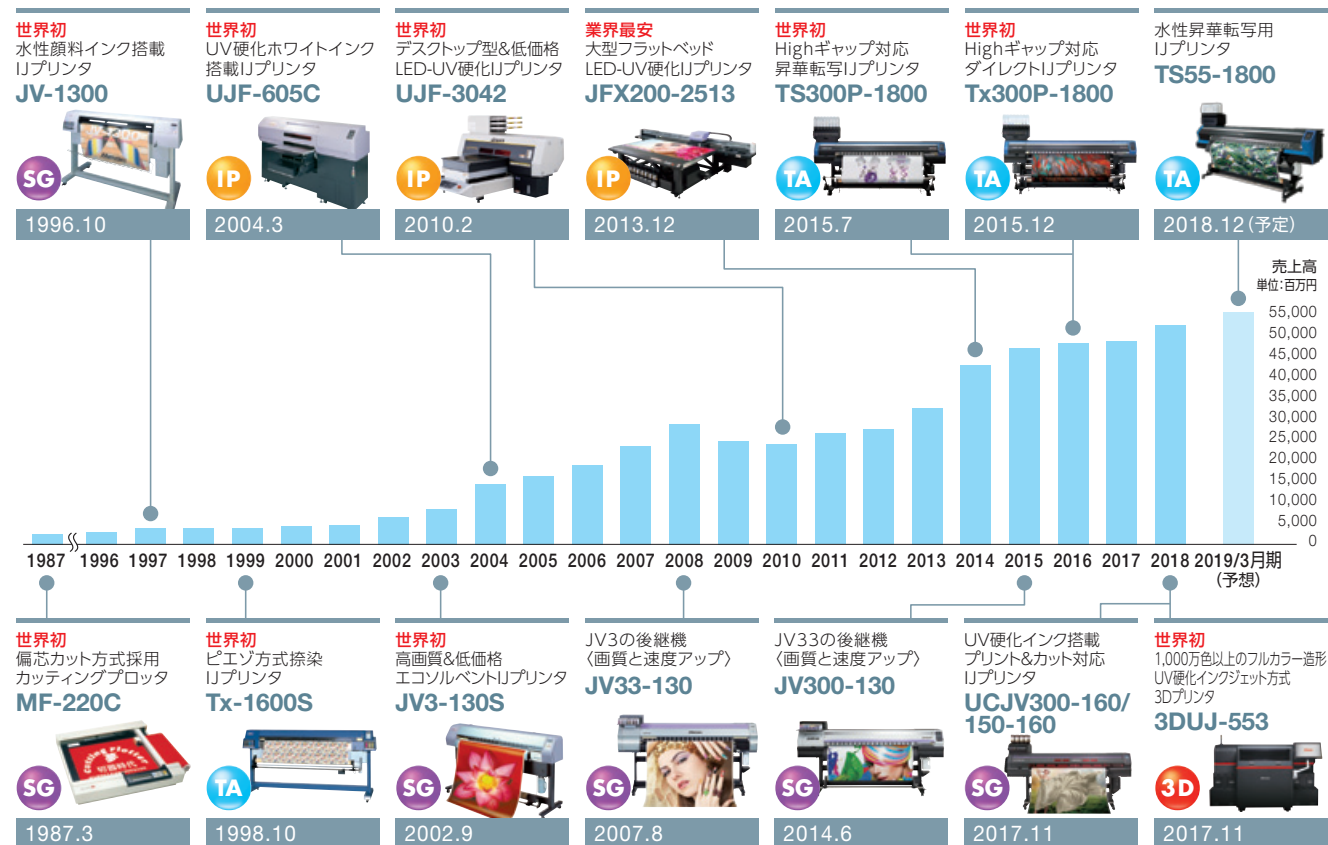 世界初
水性顔料インク搭載
IJプリンタ
JV-1300
SG
1996.10
世界初
UV硬化ホワイトインク
搭載IJプリンタ
UJF-605C
IP
2004.3
世界初
デスクトップ型&低価格
LED-UV硬化IJプリンタ
UJF-3042
IP
2010.2
業界最安
大型フラットベッド
LED-UV硬化IJプリンタ
JFX200-2513
IP
2013.12
世界初
Highギャップ対応
昇華転写IJプリンタ
TS300P-1800
TA
2015.7
世界初
Highギャップ対応
ダイレクトIJプリンタ
Tx300P-1800
TA
2015.12
水性昇華転写用
IJプリンタ
TS55-1800
TA
2018.12(予定)
売上高
単位:百万円
55,000
50,000
45,000
40,000
35,000
30,000
25,000
20,000
15,000
10,000
5,000
0
1987 1996 1997 1998 1999 2000 2001 2002 2003 2004 2005 2006 2007 2008 2009 2010 2011 2012 2013 2014 2015 2016 2017 2018 2019/3月期
(予想)
世界初
偏芯カット方式採用
カッティングプロッタ
MF-220C
Cutting Plotter
切器時代
SG
1987.3
世界初
ピエゾ方式捺染
IJプリンタ
Tx-1600S
TA
1998.10
世界初
高画質&低価格
エコソルベントIJプリンタ
JV3-130S
SG
2002.9
JV3の後継機
〈画質と速度アップ〉
JV33-130
SG
2007.8
JV33の後継機
〈画質と速度アップ〉
JV300-130
SG
2014.6
UV硬化インク搭載
プリント&カット対応
IJプリンタ
UCJV300-160/
150-160
SG
2017.11
世界初
1,000万色以上のフルカラー造形
UV硬化インクジェット方式
3Dプリンタ
3DUJ-553
3D
2017.11